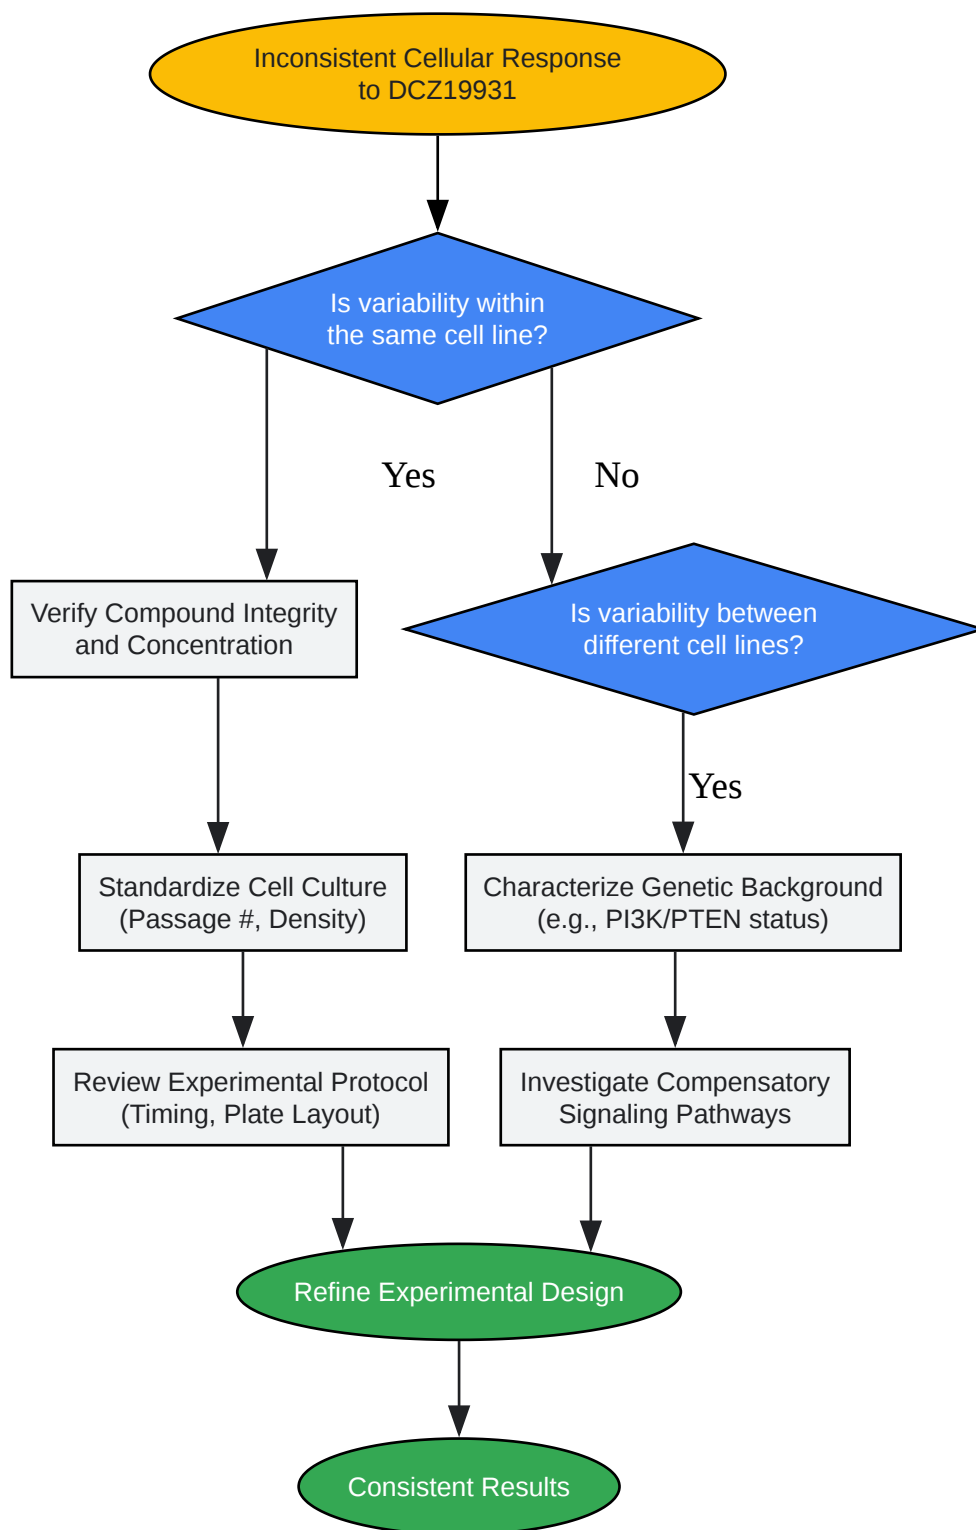 Inconsistent Cellular Response
to DCZ19931
Is variability within
the same cell line?
Yes
No
Verify Compound Integrity
and Concentration
Is variability between
different cell lines?
Yes
Standardize Cell Culture
(Passage #, Density)
Characterize Genetic Background
(e.g., PI3K/PTEN status)
Review Experimental Protocol
(Timing, Plate Layout)
Investigate Compensatory
Signaling Pathways
Refine Experimental Design
Consistent Results